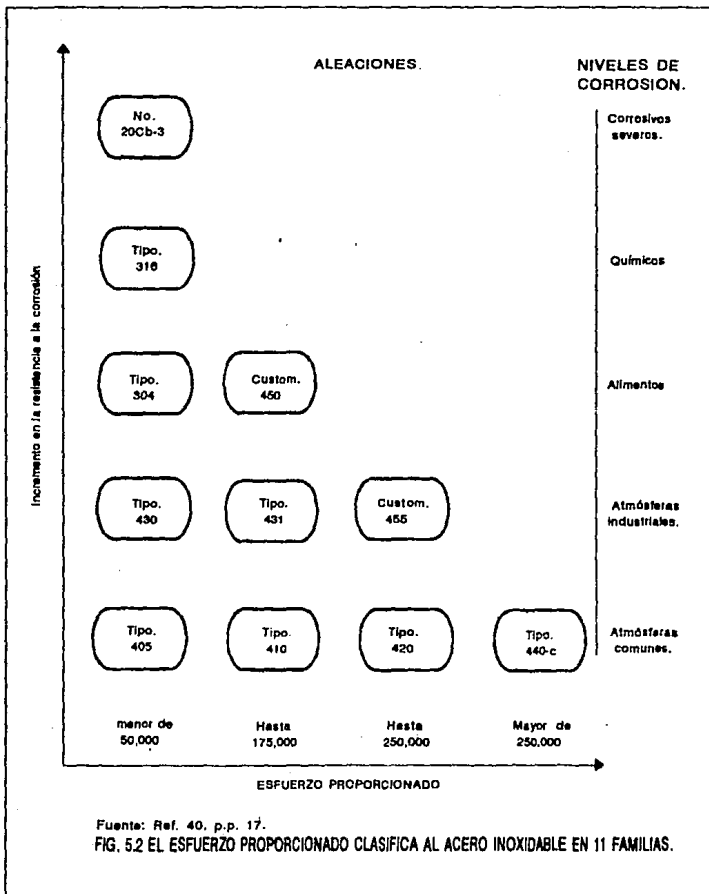 ALEACIONES.
NIVELES DE
CORROSION.
No.
20Cb-3
Corrosivos
severos.
Tipo.
316
Químicos
Incremento en la resistencia a la corrosión
Tipo.
304
Custom.
450
Alimentos
Tipo.
430
Tipo.
431
Custom.
455
Atmósferas
industriales.
Tipo.
405
Tipo.
410
Tipo.
420
Tipo.
440-c
Atmósferas
comunes.
menor de
50,000
Hasta
175,000
Hasta
250,000
Mayor de
250,000
ESFUERZO PROPORCIONADO
Fuente: Ref. 40, p.p. 17.
FIG. 5.2 EL ESFUERZO PROPORCIONADO CLASIFICA AL ACERO INOXIDABLE EN 11 FAMILIAS.